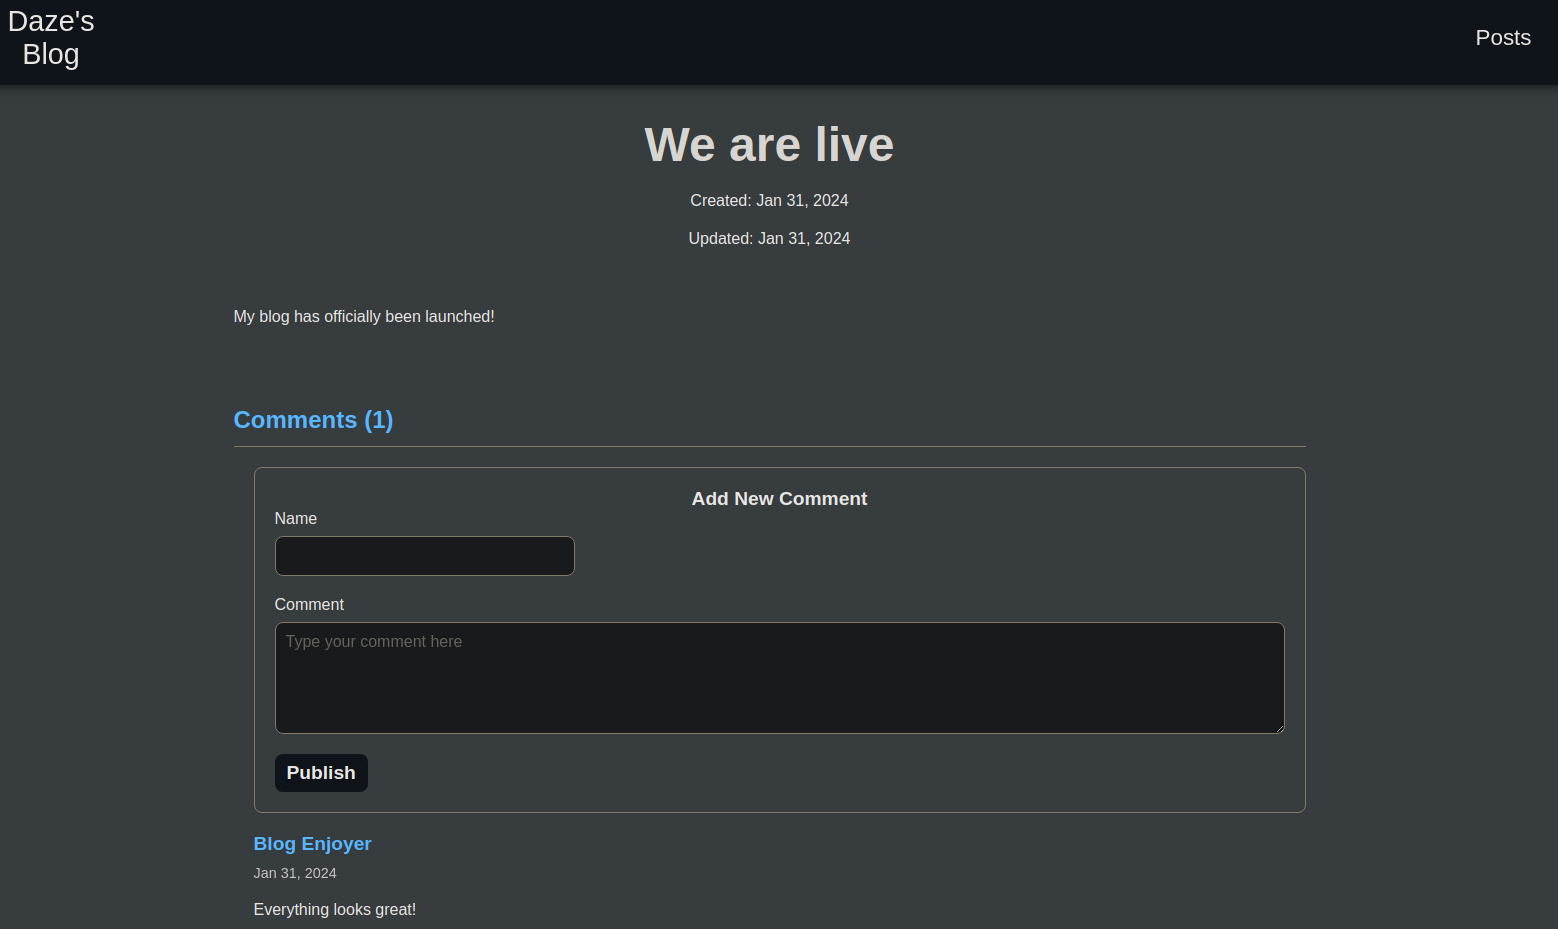 Daze's
Blog
Posts
We are live
Created: Jan 31, 2024
Updated: Jan 31, 2024
My blog has officially been launched!
Comments (1)
Add New Comment
Name
Comment
Type your comment here
Publish
Blog Enjoyer
Jan 31, 2024
Everything looks great!